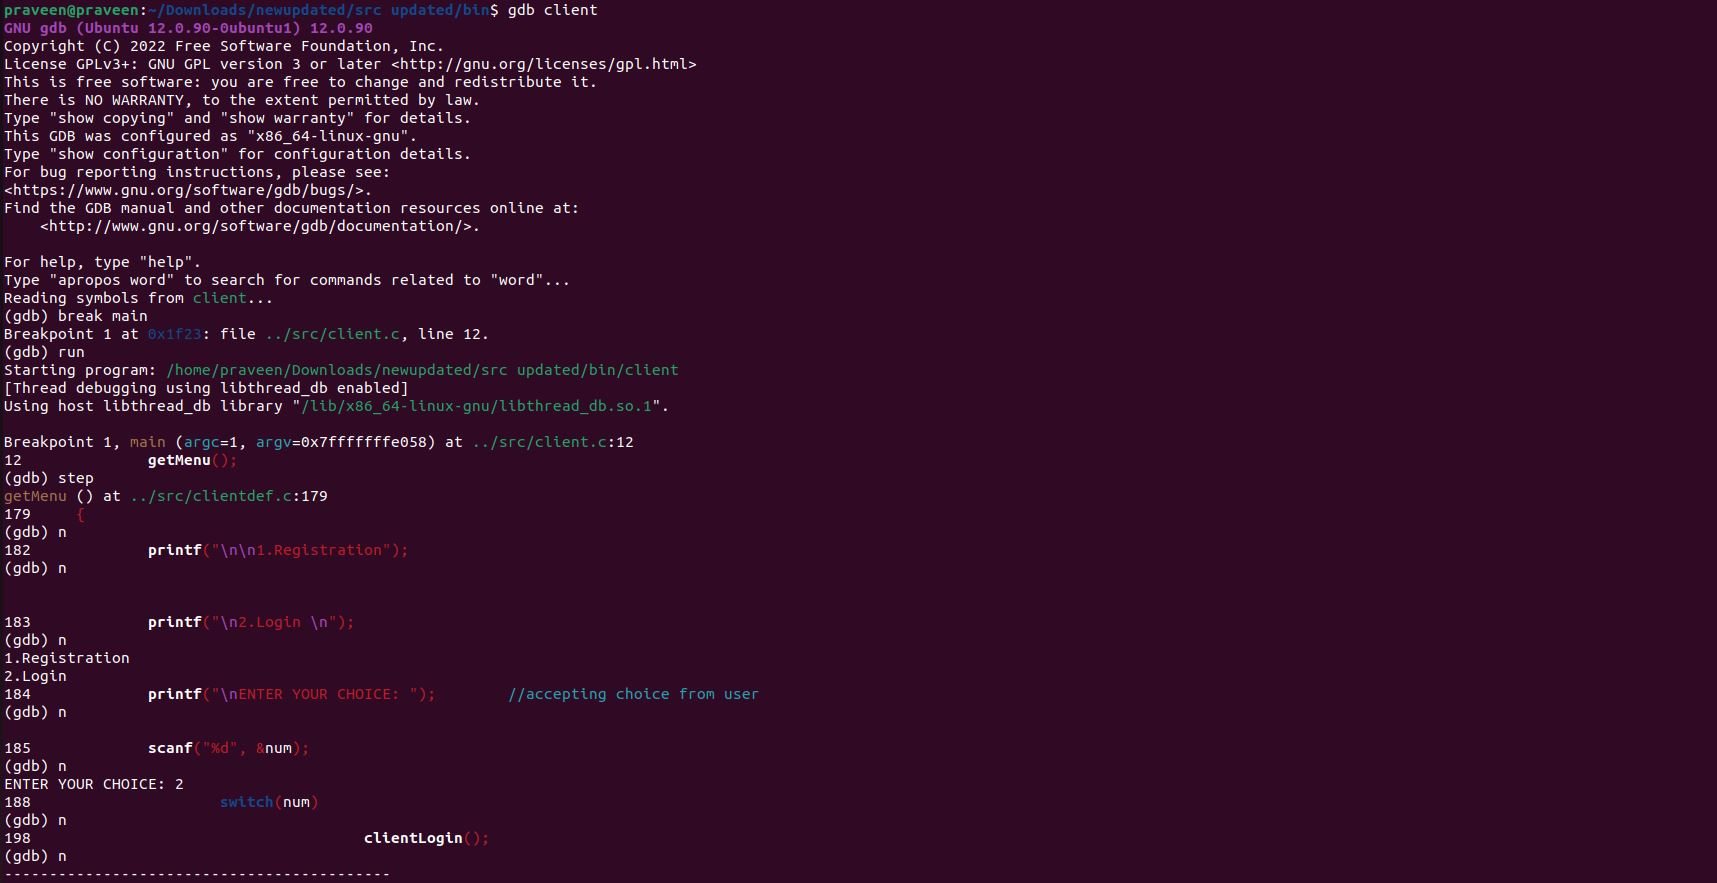 praveen@praveen:~/Downloads/newupdated/src updated/bin$ gdb client
GNU gdb (Ubuntu 12.0.90-0ubuntu1) 12.0.90
Copyright (C) 2022 Free Software Foundation, Inc.
License GPLv3+: GNU GPL version 3 or later <http://gnu.org/licenses/gpl.html>
This is free software: you are free to change and redistribute it.
There is NO WARRANTY, to the extent permitted by law.
Type "show copying" and "show warranty" for details.
This GDB was configured as "x86_64-linux-gnu".
Type "show configuration" for configuration details.
For bug reporting instructions, please see:
<https://www.gnu.org/software/gdb/bugs/>.
Find the GDB manual and other documentation resources online at:
    <http://www.gnu.org/software/gdb/documentation/>.

For help, type "help".
Type "apropos word" to search for commands related to "word"...
Reading symbols from client...
(gdb) break main
Breakpoint 1 at 0x1f23: file ../src/client.c, line 12.
(gdb) run
Starting program: /home/praveen/Downloads/newupdated/src updated/bin/client
[Thread debugging using libthread_db enabled]
Using host libthread_db library "/lib/x86_64-linux-gnu/libthread_db.so.1".

Breakpoint 1, main (argc=1, argv=0x7fffffffe058) at ../src/client.c:12
12              getMenu();
(gdb) step
getMenu () at ../src/clientdef.c:179
179     {
(gdb) n
182             printf("\n\n1.Registration");
(gdb) n


183             printf("\n2.Login \n");
(gdb) n
1.Registration
2.Login
184             printf("\nENTER YOUR CHOICE: ");        //accepting choice from user
(gdb) n

185             scanf("%d", &num);
(gdb) n
ENTER YOUR CHOICE: 2
188                     switch(num)
(gdb) n
198                                     clientLogin();
(gdb) n
-------------------------------------------